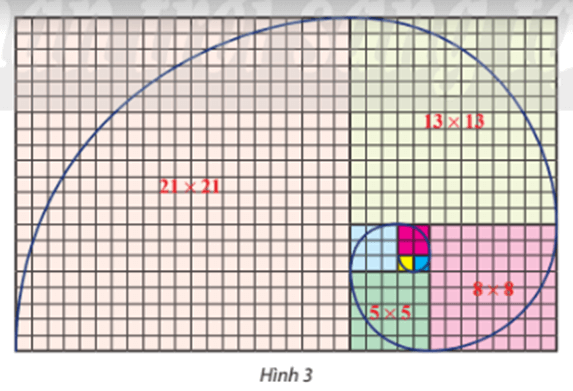 13 × 13
21 × 21
8 × 8
5 × 5
Hình 3